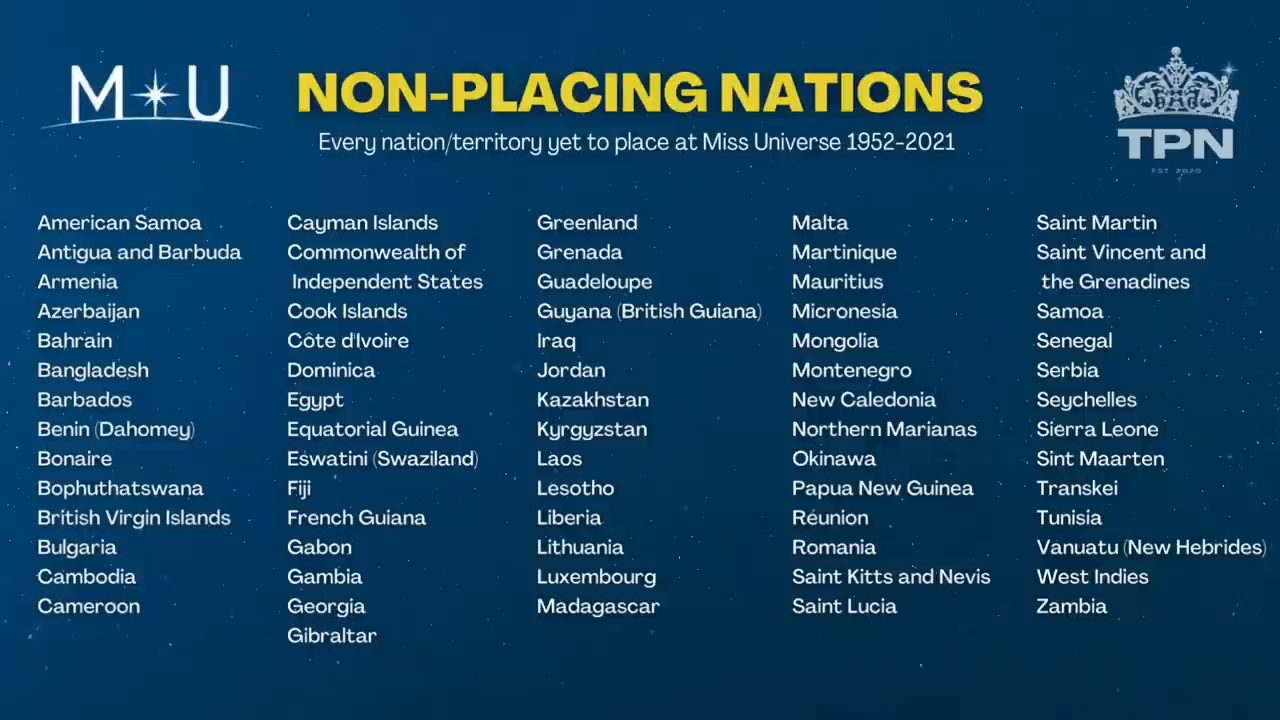 M U
NON-PLACING NATIONS
Every nation/territory yet to place at Miss Universe 1952-2021
TPN
EST 2020
American Samoa
Antigua and Barbuda
Armenia
Azerbaijan
Bahrain
Bangladesh
Barbados
Benin (Dahomey)
Bonaire
Bophuthatswana
British Virgin Islands
Bulgaria
Cambodia
Cameroon
Cayman Islands
Commonwealth of
Independent States
Cook Islands
Côte d'Ivoire
Dominica
Egypt
Equatorial Guinea
Eswatini (Swaziland)
Fiji
French Guiana
Gabon
Gambia
Georgia
Gibraltar
Greenland
Grenada
Guadeloupe
Guyana (British Guiana)
Iraq
Jordan
Kazakhstan
Kyrgyzstan
Laos
Lesotho
Liberia
Lithuania
Luxembourg
Madagascar
Malta
Martinique
Mauritius
Micronesia
Mongolia
Montenegro
New Caledonia
Northern Marianas
Okinawa
Papua New Guinea
Réunion
Romania
Saint Kitts and Nevis
Saint Lucia
Saint Martin
Saint Vincent and
the Grenadines
Samoa
Senegal
Serbia
Seychelles
Sierra Leone
Sint Maarten
Transkei
Tunisia
Vanuatu (New Hebrides)
West Indies
Zambia